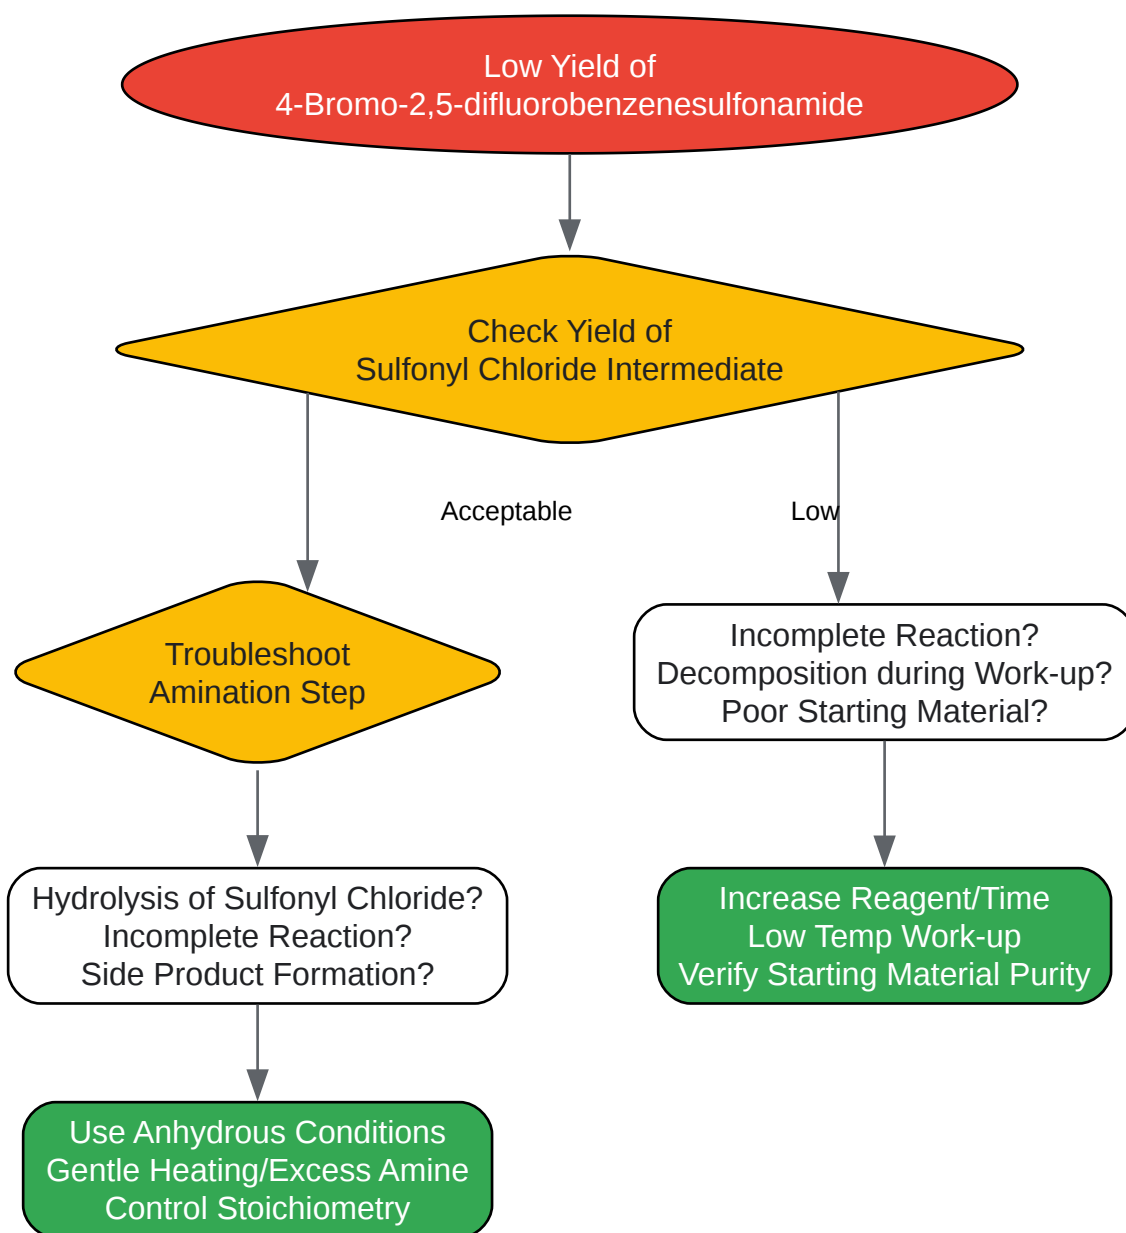 Low Yield of
4-Bromo-2,5-difluorobenzenesulfonamide
Check Yield of
Sulfonyl Chloride Intermediate
Acceptable
Low
Troubleshoot
Amination Step
Incomplete Reaction?
Decomposition during Work-up?
Poor Starting Material?
Hydrolysis of Sulfonyl Chloride?
Incomplete Reaction?
Side Product Formation?
Increase Reagent/Time
Low Temp Work-up
Verify Starting Material Purity
Use Anhydrous Conditions
Gentle Heating/Excess Amine
Control Stoichiometry